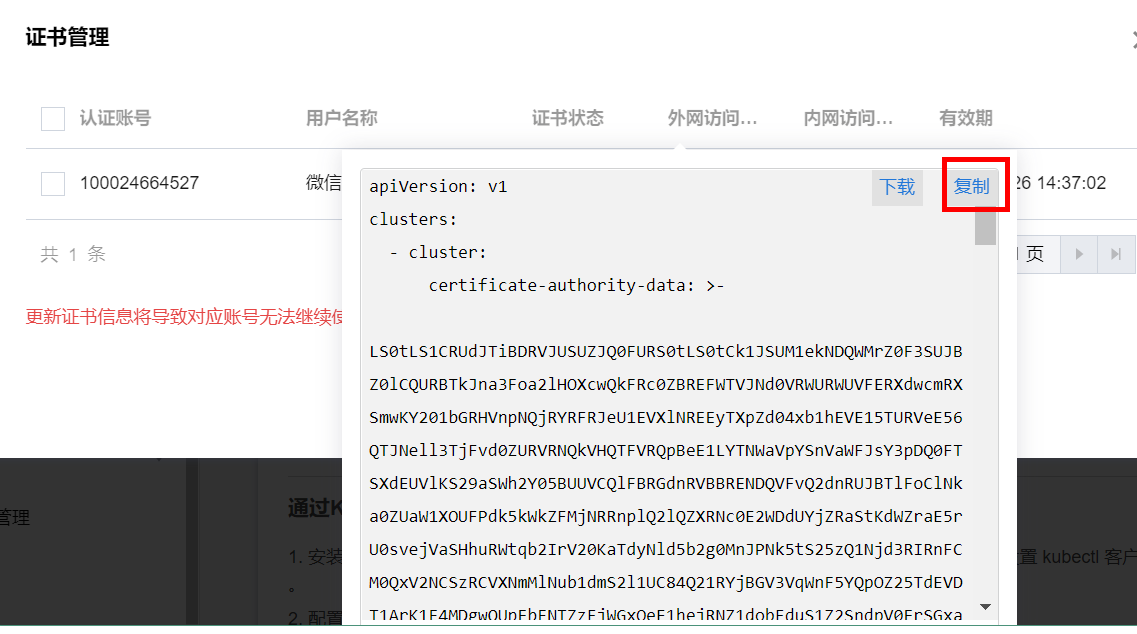 证书管理
认证账号 用户名称 证书状态 外网访问... 内网访问... 有效期
100024664527 微信 26 14:37:02
apiVersion: v1
下载 复制
clusters:
- cluster:
共 1 条 页
certificate-authority-data: >-
更新证书信息将导致对应账号无法继续使
LS0tLS1CRUdJTiBDRVJUSUZJQ0FURS0tLS0tCk1JSUM1ekNDQWMrZ0F3SUJB
Z0lCQURBTkJna3Foa2lHOXcwQkFRc0ZBREFWTVJNd0VRWURWUVFERXdwcmRX
SmwKY201bGRHVnpNQjRYRFRJeU1EVXlNREEyTXpZd04xb1hEVE15TURVeE56
QTJNell3TjFvd0ZURVRNQkVHQTFVRQpBeE1LYTNWaVpYSnVaWFJsY3pDQ0FT
SXdEUVlKS29aSWh2Y05BUUVCQlFBRGdnRVBBRENDQVFvQ2dnRUJBTlFoClNk
a0ZUaW1XOUFPdk5kWkZFMjNRRnplQ2lQZXRNc0E2WDdUYjZRaStKdWZraE5r
U0svejVaSHhuRWtqb2IrV20KaTdyNld5b2g0MnJPNk5tS25zQ1Njd3RIRnFC
M0QxV2NCSzRCVXNmMlNub1dmS2l1UC84Q21RYjBGV3VqWnF5YQpOZ25TdEVD
通过K
管理
1. 安装 置 kubectl 客户
。
2. 配置